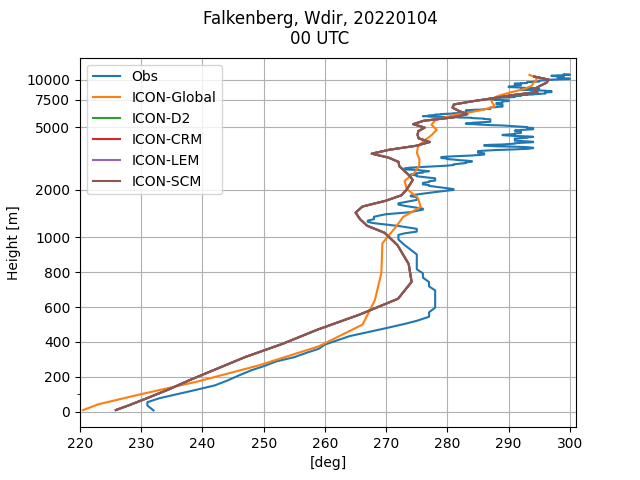 Falkenberg, Wdir, 20220104
00 UTC
Obs
ICON-Global
ICON-D2
ICON-CRM
ICON-LEM
ICON-SCM
10000
7500
5000
2000
1000
800
600
400
200
0
Height [m]
220
230
240
250
260
270
280
290
300
[deg]